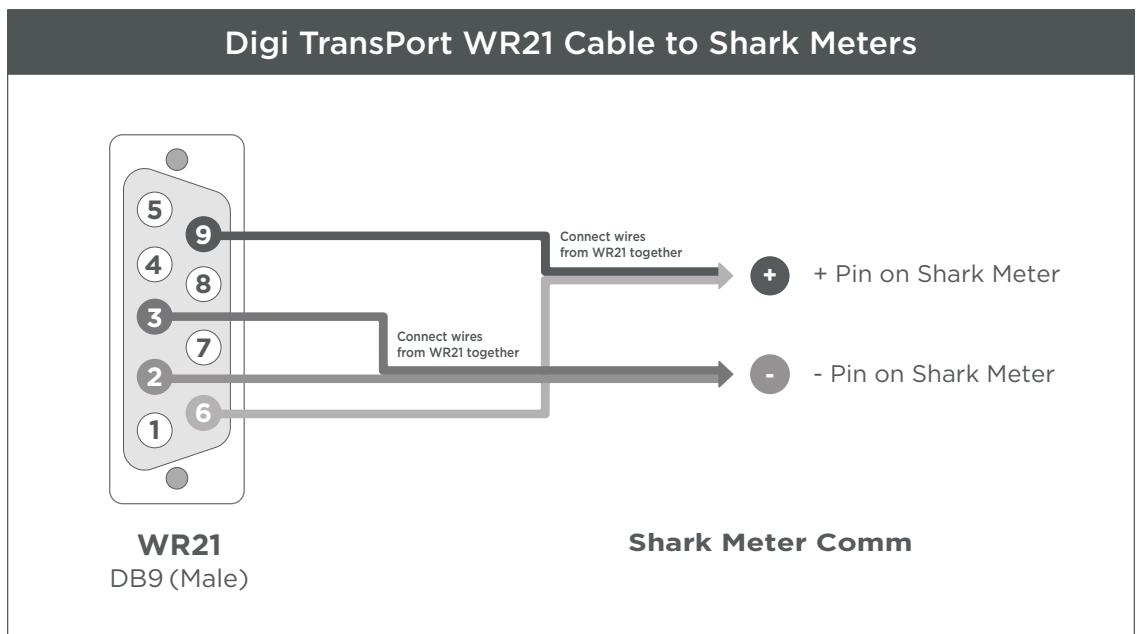 Digi TransPort WR21 Cable to Shark Meters
5
9
4
8
3
7
2
6
1
Connect wires
from WR21 together
Connect wires
from WR21 together
+
+ Pin on Shark Meter
-
- Pin on Shark Meter
WR21
DB9 (Male)
Shark Meter Comm